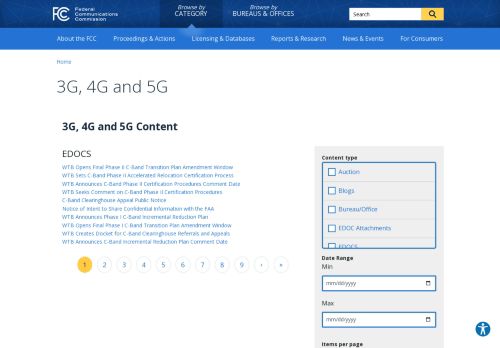 FCC
Federal
Communications
Commission
Browse by
CATEGORY
Browse by
BUREAUS & OFFICES
Search
About the FCC
Proceedings & Actions
Licensing & Databases
Reports & Research
News & Events
For Consumers
Home
3G, 4G and 5G
3G, 4G and 5G Content
EDOCS
WTB Opens Final Phase II C-Band Transition Plan Amendment Window
WTB Sets C-Band Phase II Accelerated Relocation Certification Process
WTB Announces C-Band Phase II Certification Procedures Comment Date
WTB Seeks Comment on C-Band Phase II Certification Procedures
C-Band Clearinghouse Appeal Public Notice
Notice of Intent to Share Confidential Information with the FAA
WTB Announces Phase I C-Band Incremental Reduction Plan
WTB Opens Final Phase I C-Band Transition Plan Amendment Window
WTB Creates Docket for C-Band Clearinghouse Referrals and Appeals
WTB Announces C-Band Incremental Reduction Plan Comment Date
1 2 3 4 5 6 7 8 9 › »
Content type
Auction
Blogs
Bureau/Office
EDOC Attachments
EDOCS
Date Range
Min
mm/dd/yyyy
Max
mm/dd/yyyy
Items per page